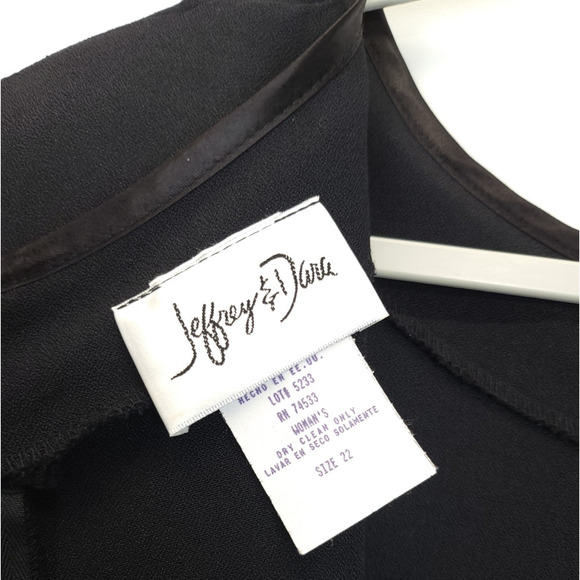 Jeffrey & Dara
HECHO EN EE.UU.
LOT# 5233
RN 74533
WOMAN'S
DRY CLEAN ONLY
LAVAR EN SECO SOLAMENTE
SIZE 22